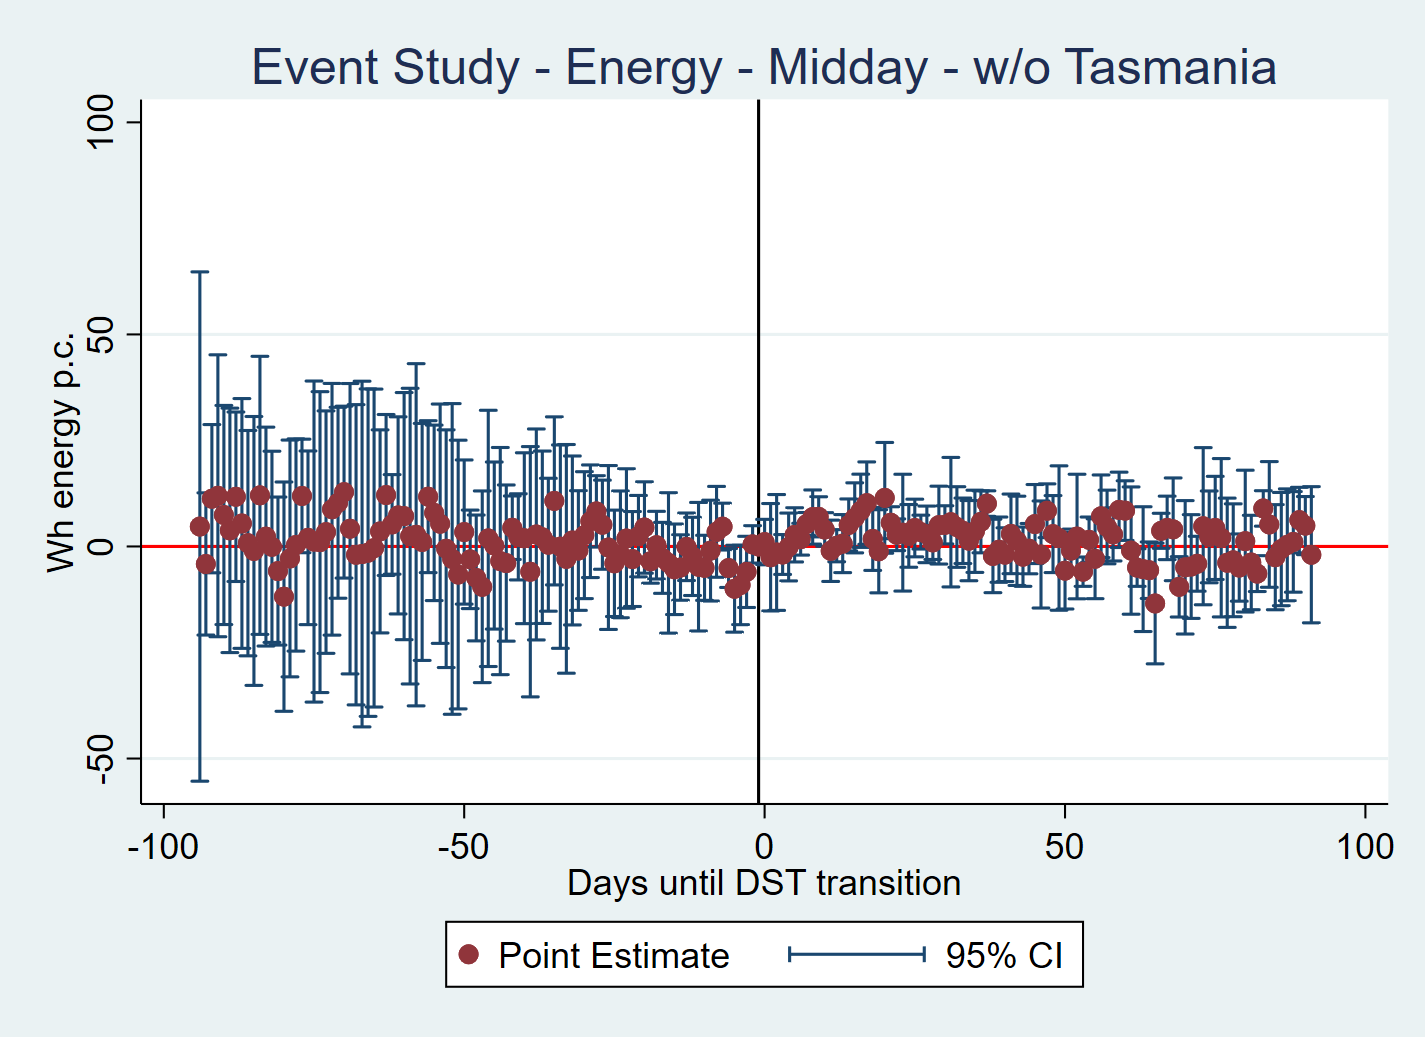 Event Study - Energy - Midday - w/o Tasmania
Wh energy p.c.
100
50
0
-50
-100 -50 0 50 100
Days until DST transition
Point Estimate 95% CI